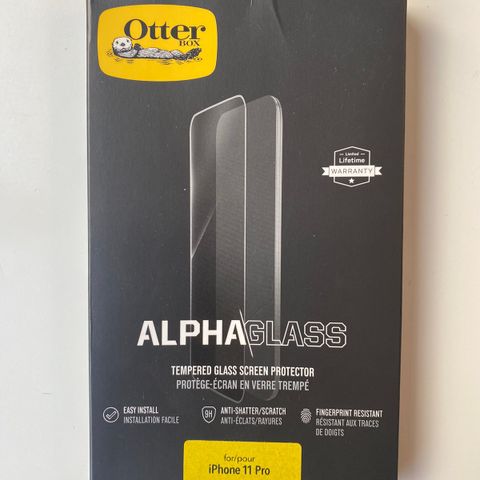 Otter
BOX
Limited
Lifetime
WARRANTY
ALPHAGLASS
TEMPERED GLASS SCREEN PROTECTOR
PROTÈGE-ÉCRAN EN VERRE TREMPÉ
EASY INSTALL
INSTALLATION FACILE
9H
ANTI-SHATTER/SCRATCH
ANTI-ÉCLATS/RAYURES
FINGERPRINT RESISTANT
RÉSISTANT AUX TRACES
DE DOIGTS
for/pour
iPhone 11 Pro